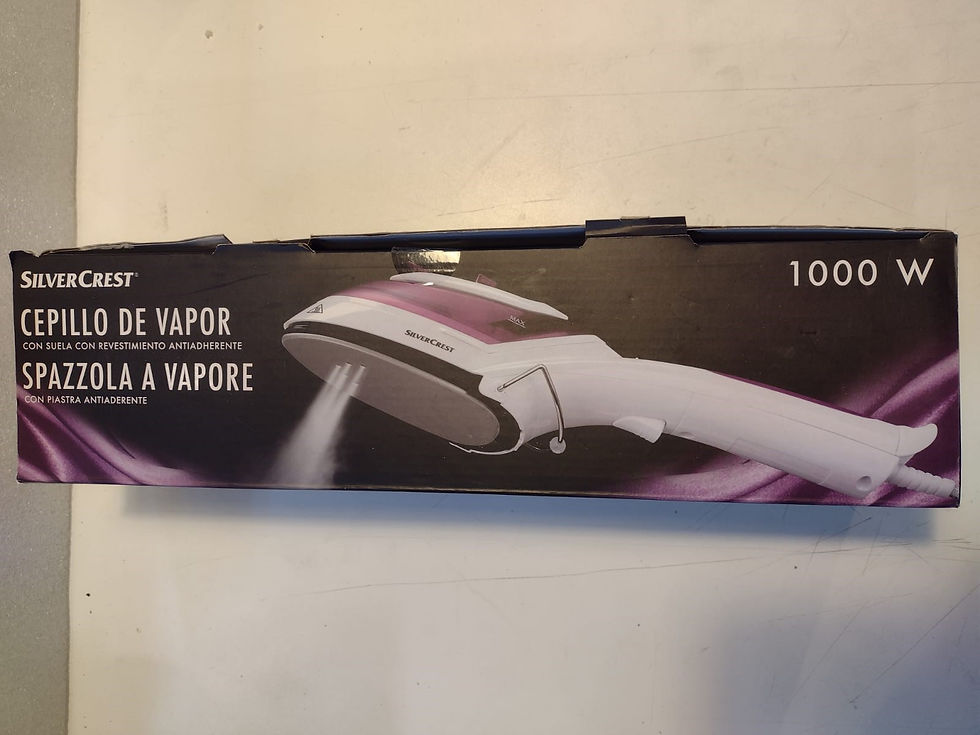 SILVERCREST®
CEPILLO DE VAPOR
CON SUELA CON REVESTIMIENTO ANTIADHERENTE
SPAZZOLA A VAPORE
CON PIASTRA ANTIADERENTE
MAX
SILVERCREST
1000 W